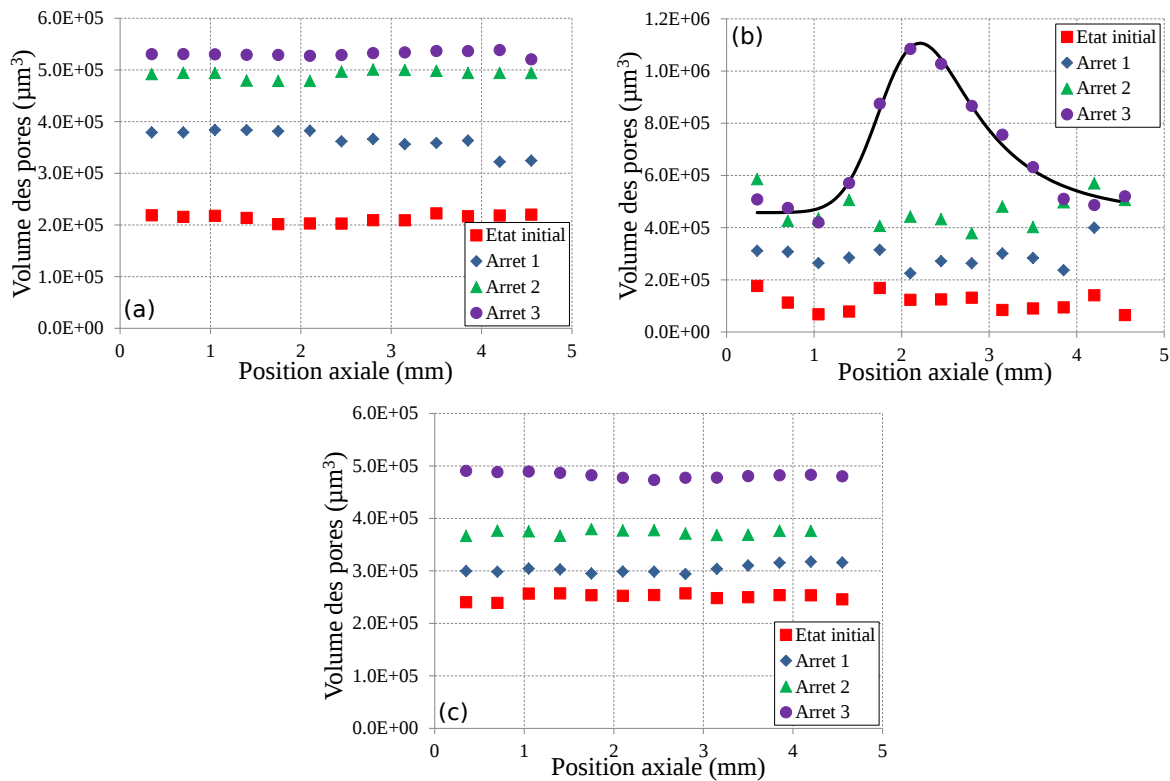 6.0E+05
5.0E+05
4.0E+05
3.0E+05
2.0E+05
1.0E+05
0.0E+00
Volume des pores (µm³)
(a)
Etat initial
Arret 1
Arret 2
Arret 3
0 1 2 3 4 5
Position axiale (mm)
1.2E+06
1.0E+06
8.0E+05
6.0E+05
4.0E+05
2.0E+05
0.0E+00
Volume des pores (µm³)
(b)
Etat initial
Arret 1
Arret 2
Arret 3
0 1 2 3 4 5
Position axiale (mm)
6.0E+05
5.0E+05
4.0E+05
3.0E+05
2.0E+05
1.0E+05
0.0E+00
Volume des pores (µm³)
(c)
Etat initial
Arret 1
Arret 2
Arret 3
0 1 2 3 4 5
Position axiale (mm)